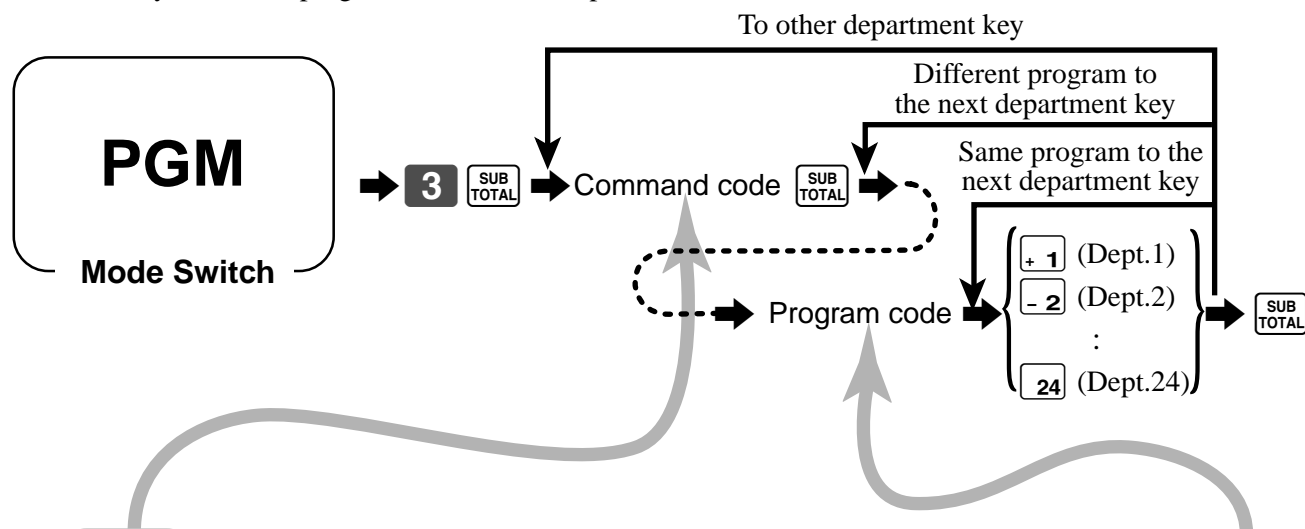 To other department key
Different program to
the next department key
Same program to the
next department key
PGM
Mode Switch
3 SUB TOTAL Command code SUB TOTAL
Program code
+ 1 (Dept.1)
- 2 (Dept.2)
:
24 (Dept.24)
SUB TOTAL